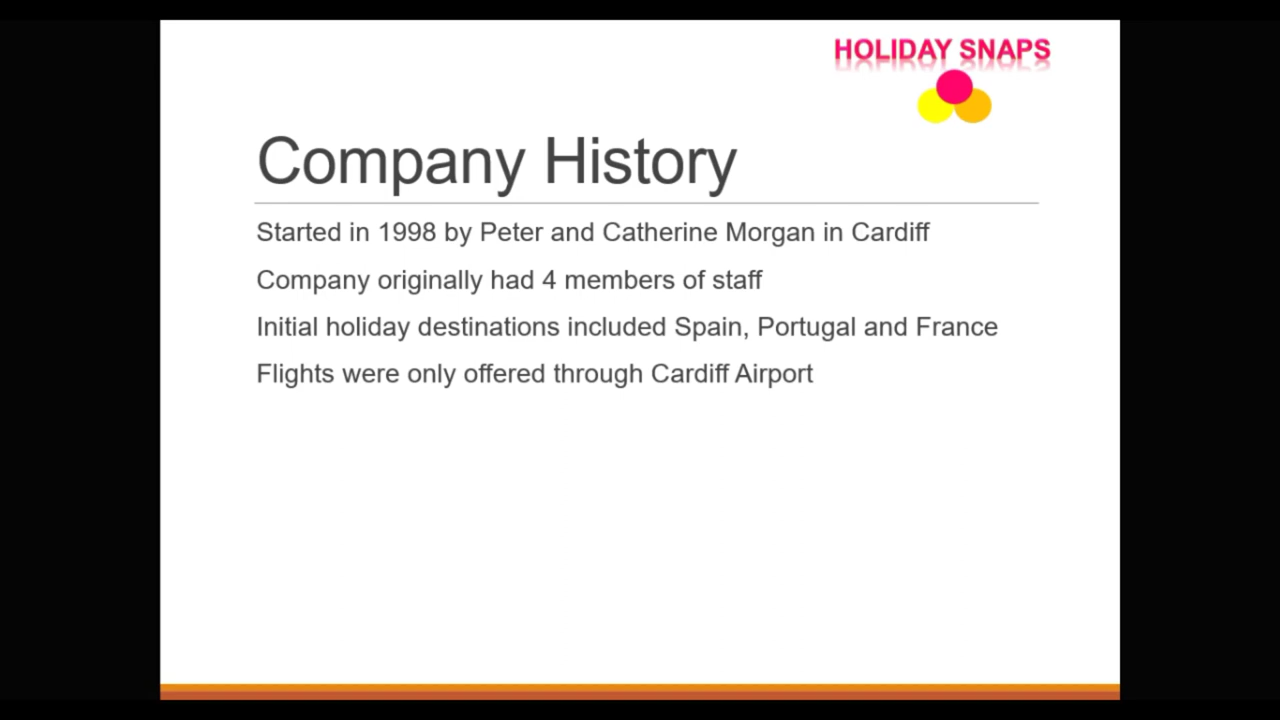 HOLIDAY SNAPS
Company History
Started in 1998 by Peter and Catherine Morgan in Cardiff
Company originally had 4 members of staff
Initial holiday destinations included Spain, Portugal and France
Flights were only offered through Cardiff Airport